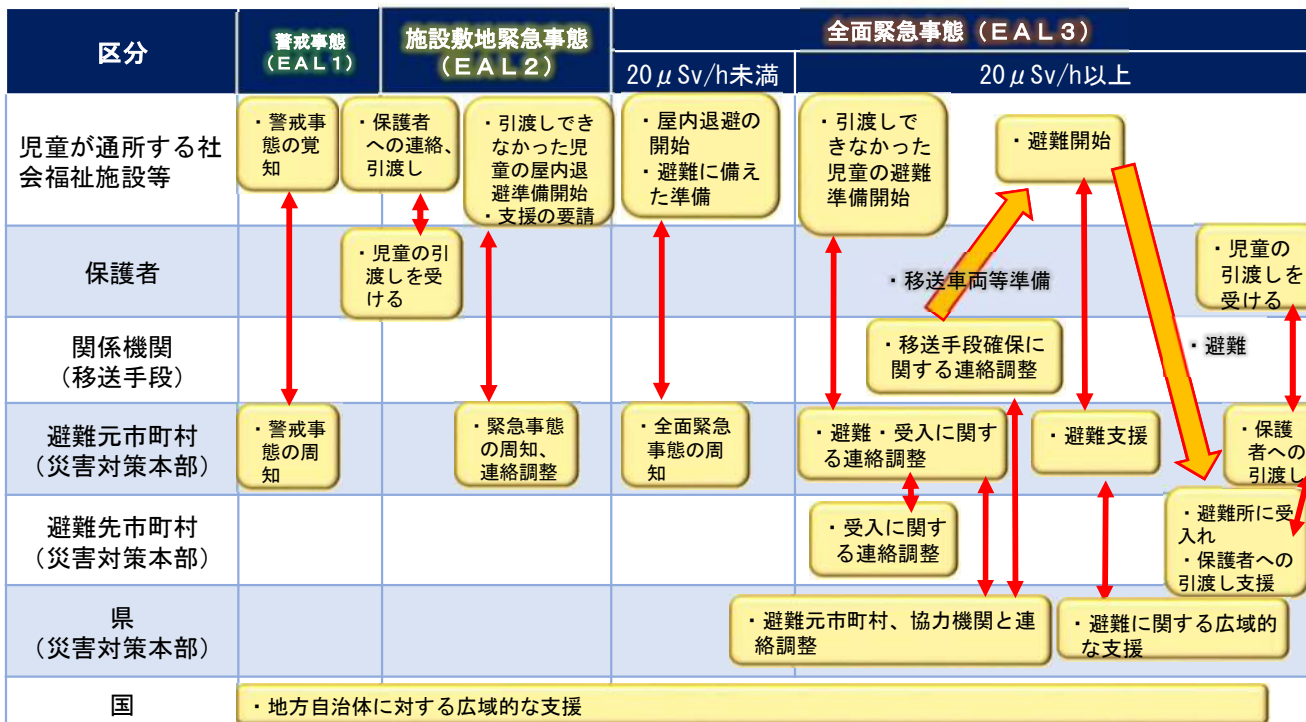 区分
警戒事態
(EAL1)
施設敷地緊急事態
(EAL2)
全面緊急事態(EAL3)
20μSv/h未満
20μSv/h以上
児童が通所する社
会福祉施設等
・警戒事
態の覚
知
・保護者
への連絡、
引渡し
・引渡しでき
なかった児
童の屋内退
避準備開始
・支援の要請
・屋内退避の
開始
・避難に備え
た準備
・引渡しで
きなかった
児童の避難
準備開始
・避難開始
保護者
・児童の引
渡しを受
ける
・移送車両等準備
・児童の
引渡しを
受ける
関係機関
(移送手段)
・移送手段確保に
関する連絡調整
・避難
避難元市町村
(災害対策本部)
・警戒事
態の周
知
・緊急事態
の周知、
連絡調整
・全面緊急
事態の周
知
・避難・受入に関す
る連絡調整
・避難支援
・保護
者への
引渡し
避難先市町村
(災害対策本部)
・受入に関す
る連絡調整
・避難所に受
入れ
・保護者への
引渡し支援
県
(災害対策本部)
・避難元市町村、協力機関と連
絡調整
・避難に関する広域的
な支援
国
・地方自治体に対する広域的な支援